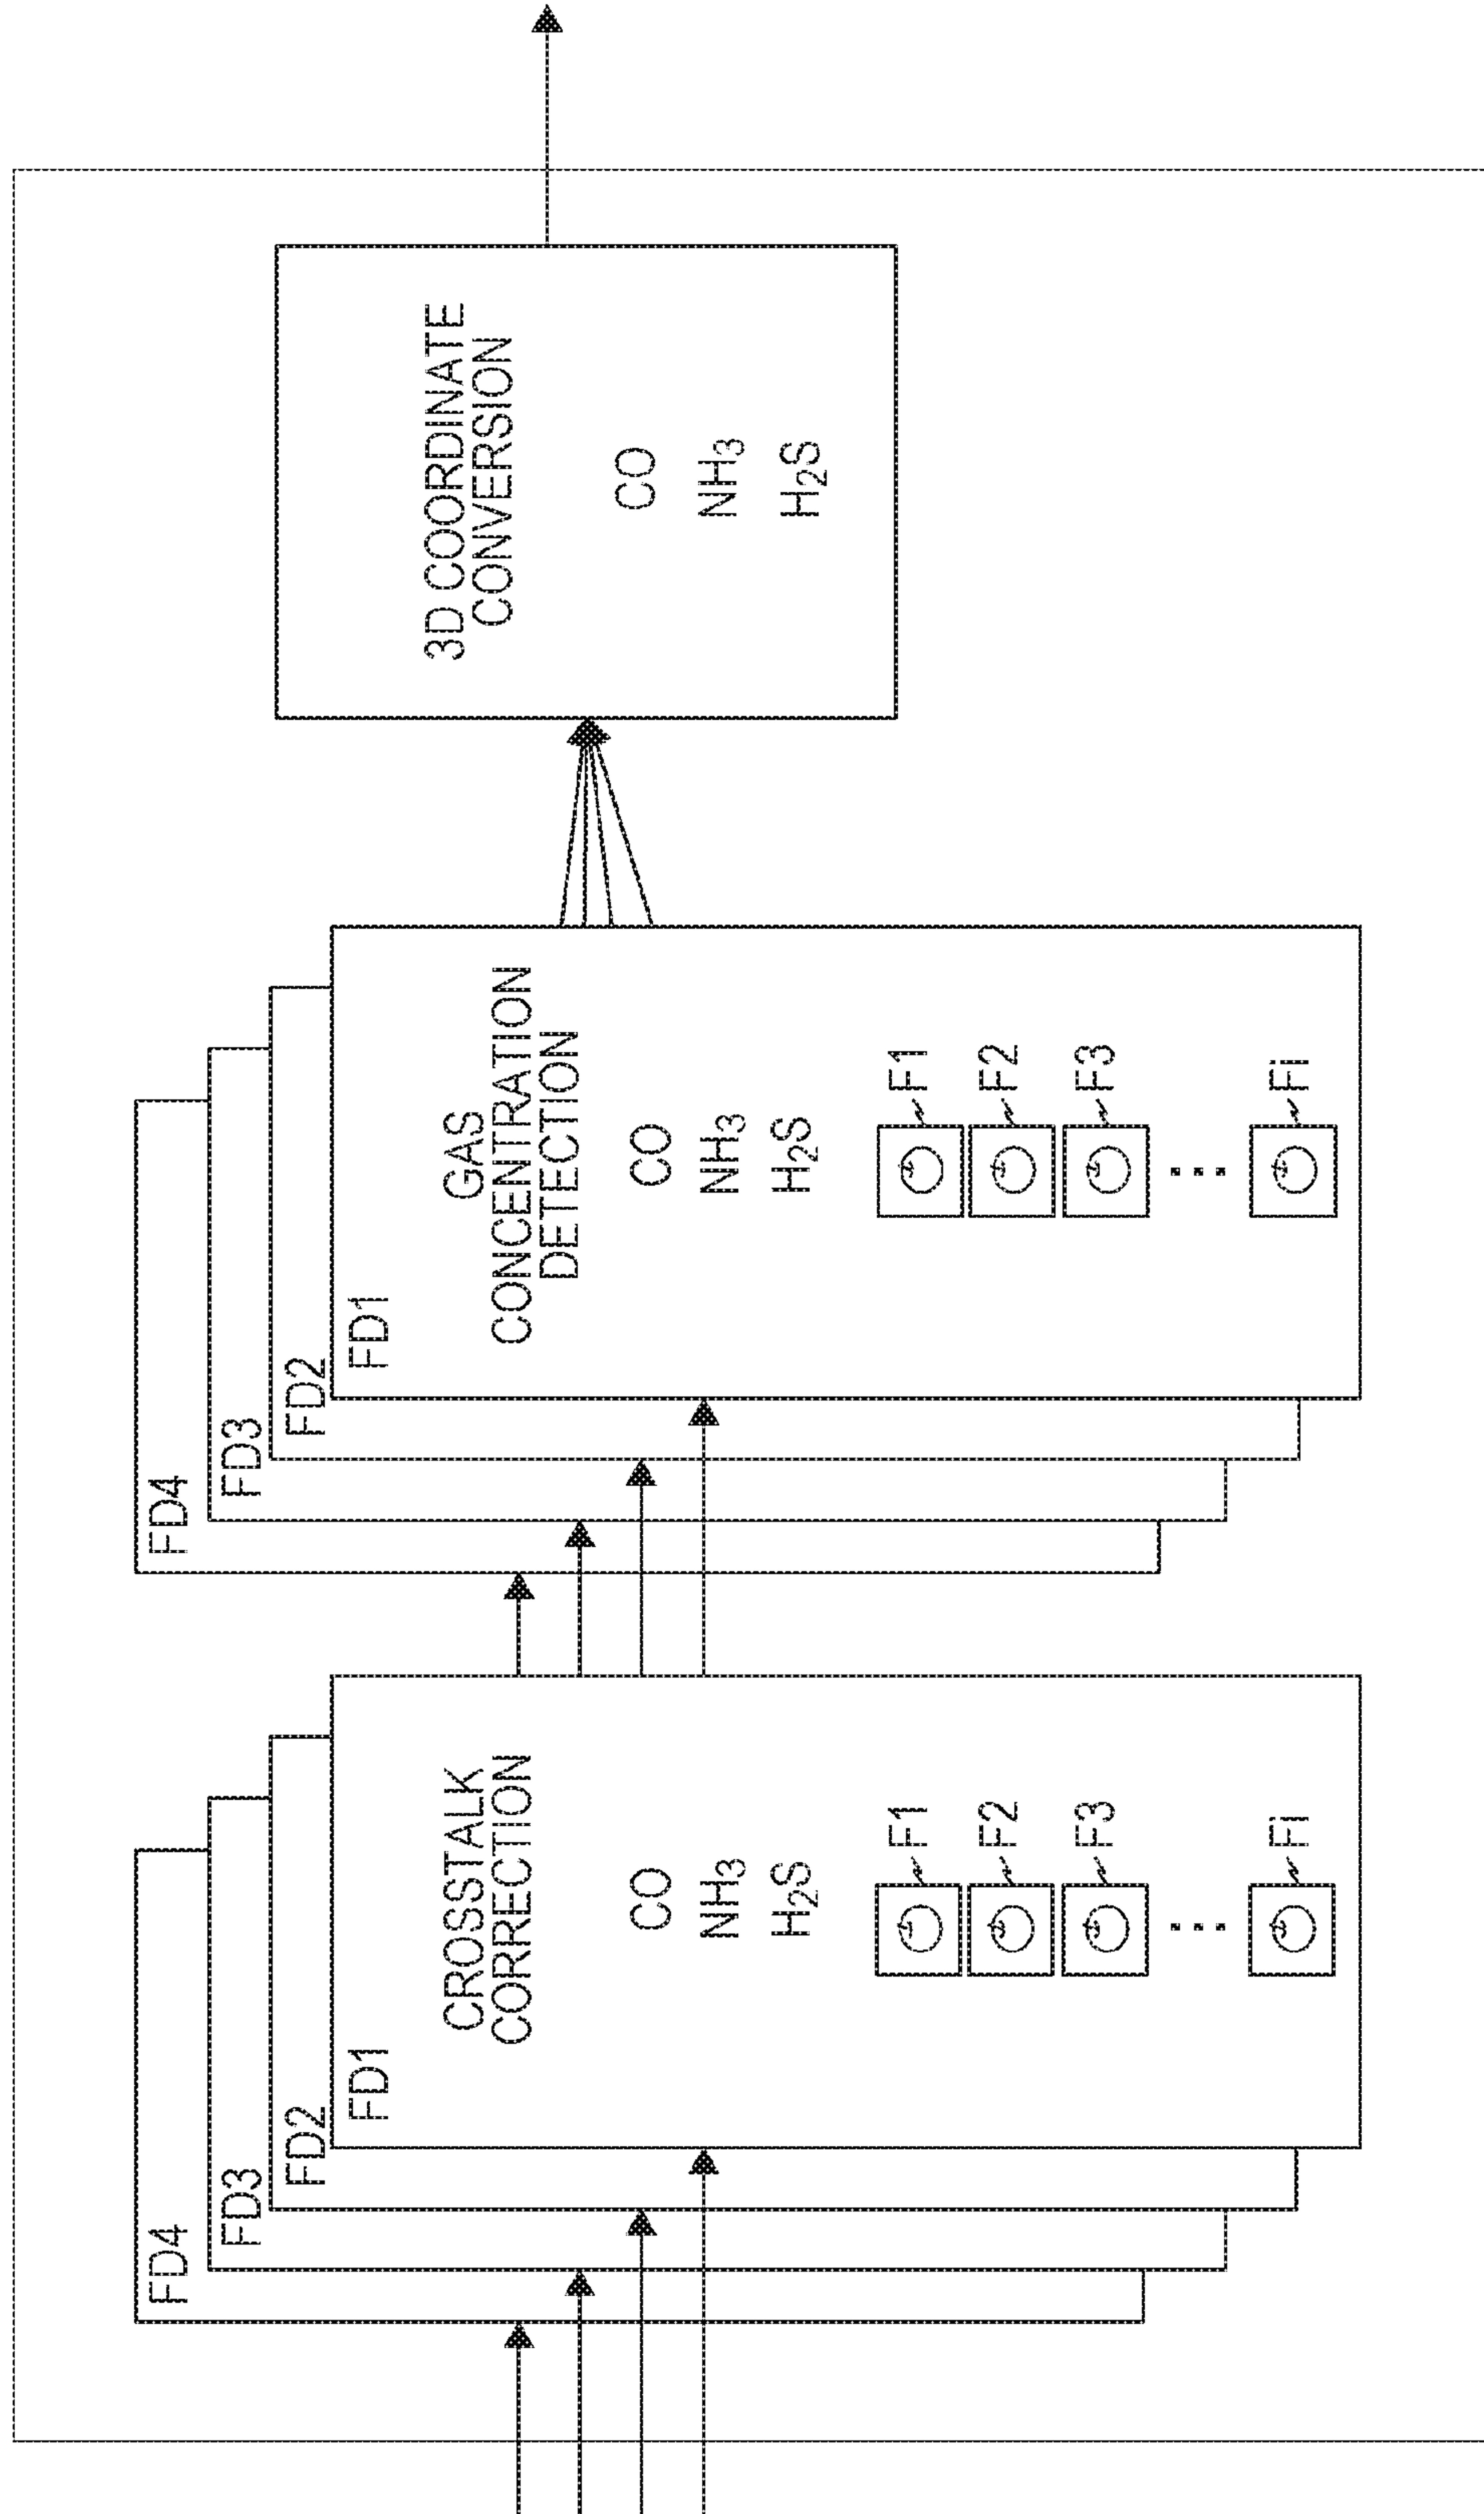 FD4
FD3
FD2
FD1
CROSSTALK
CORRECTION
CO
NH₃
H₂S
F1
F2
F3
...
Fi
FD4
FD3
FD2
FD1
GAS
CONCENTRATION
DETECTION
CO
NH₃
H₂S
F1
F2
F3
...
Fi
3D COORDINATE
CONVERSION
CO
NH₃
H₂S